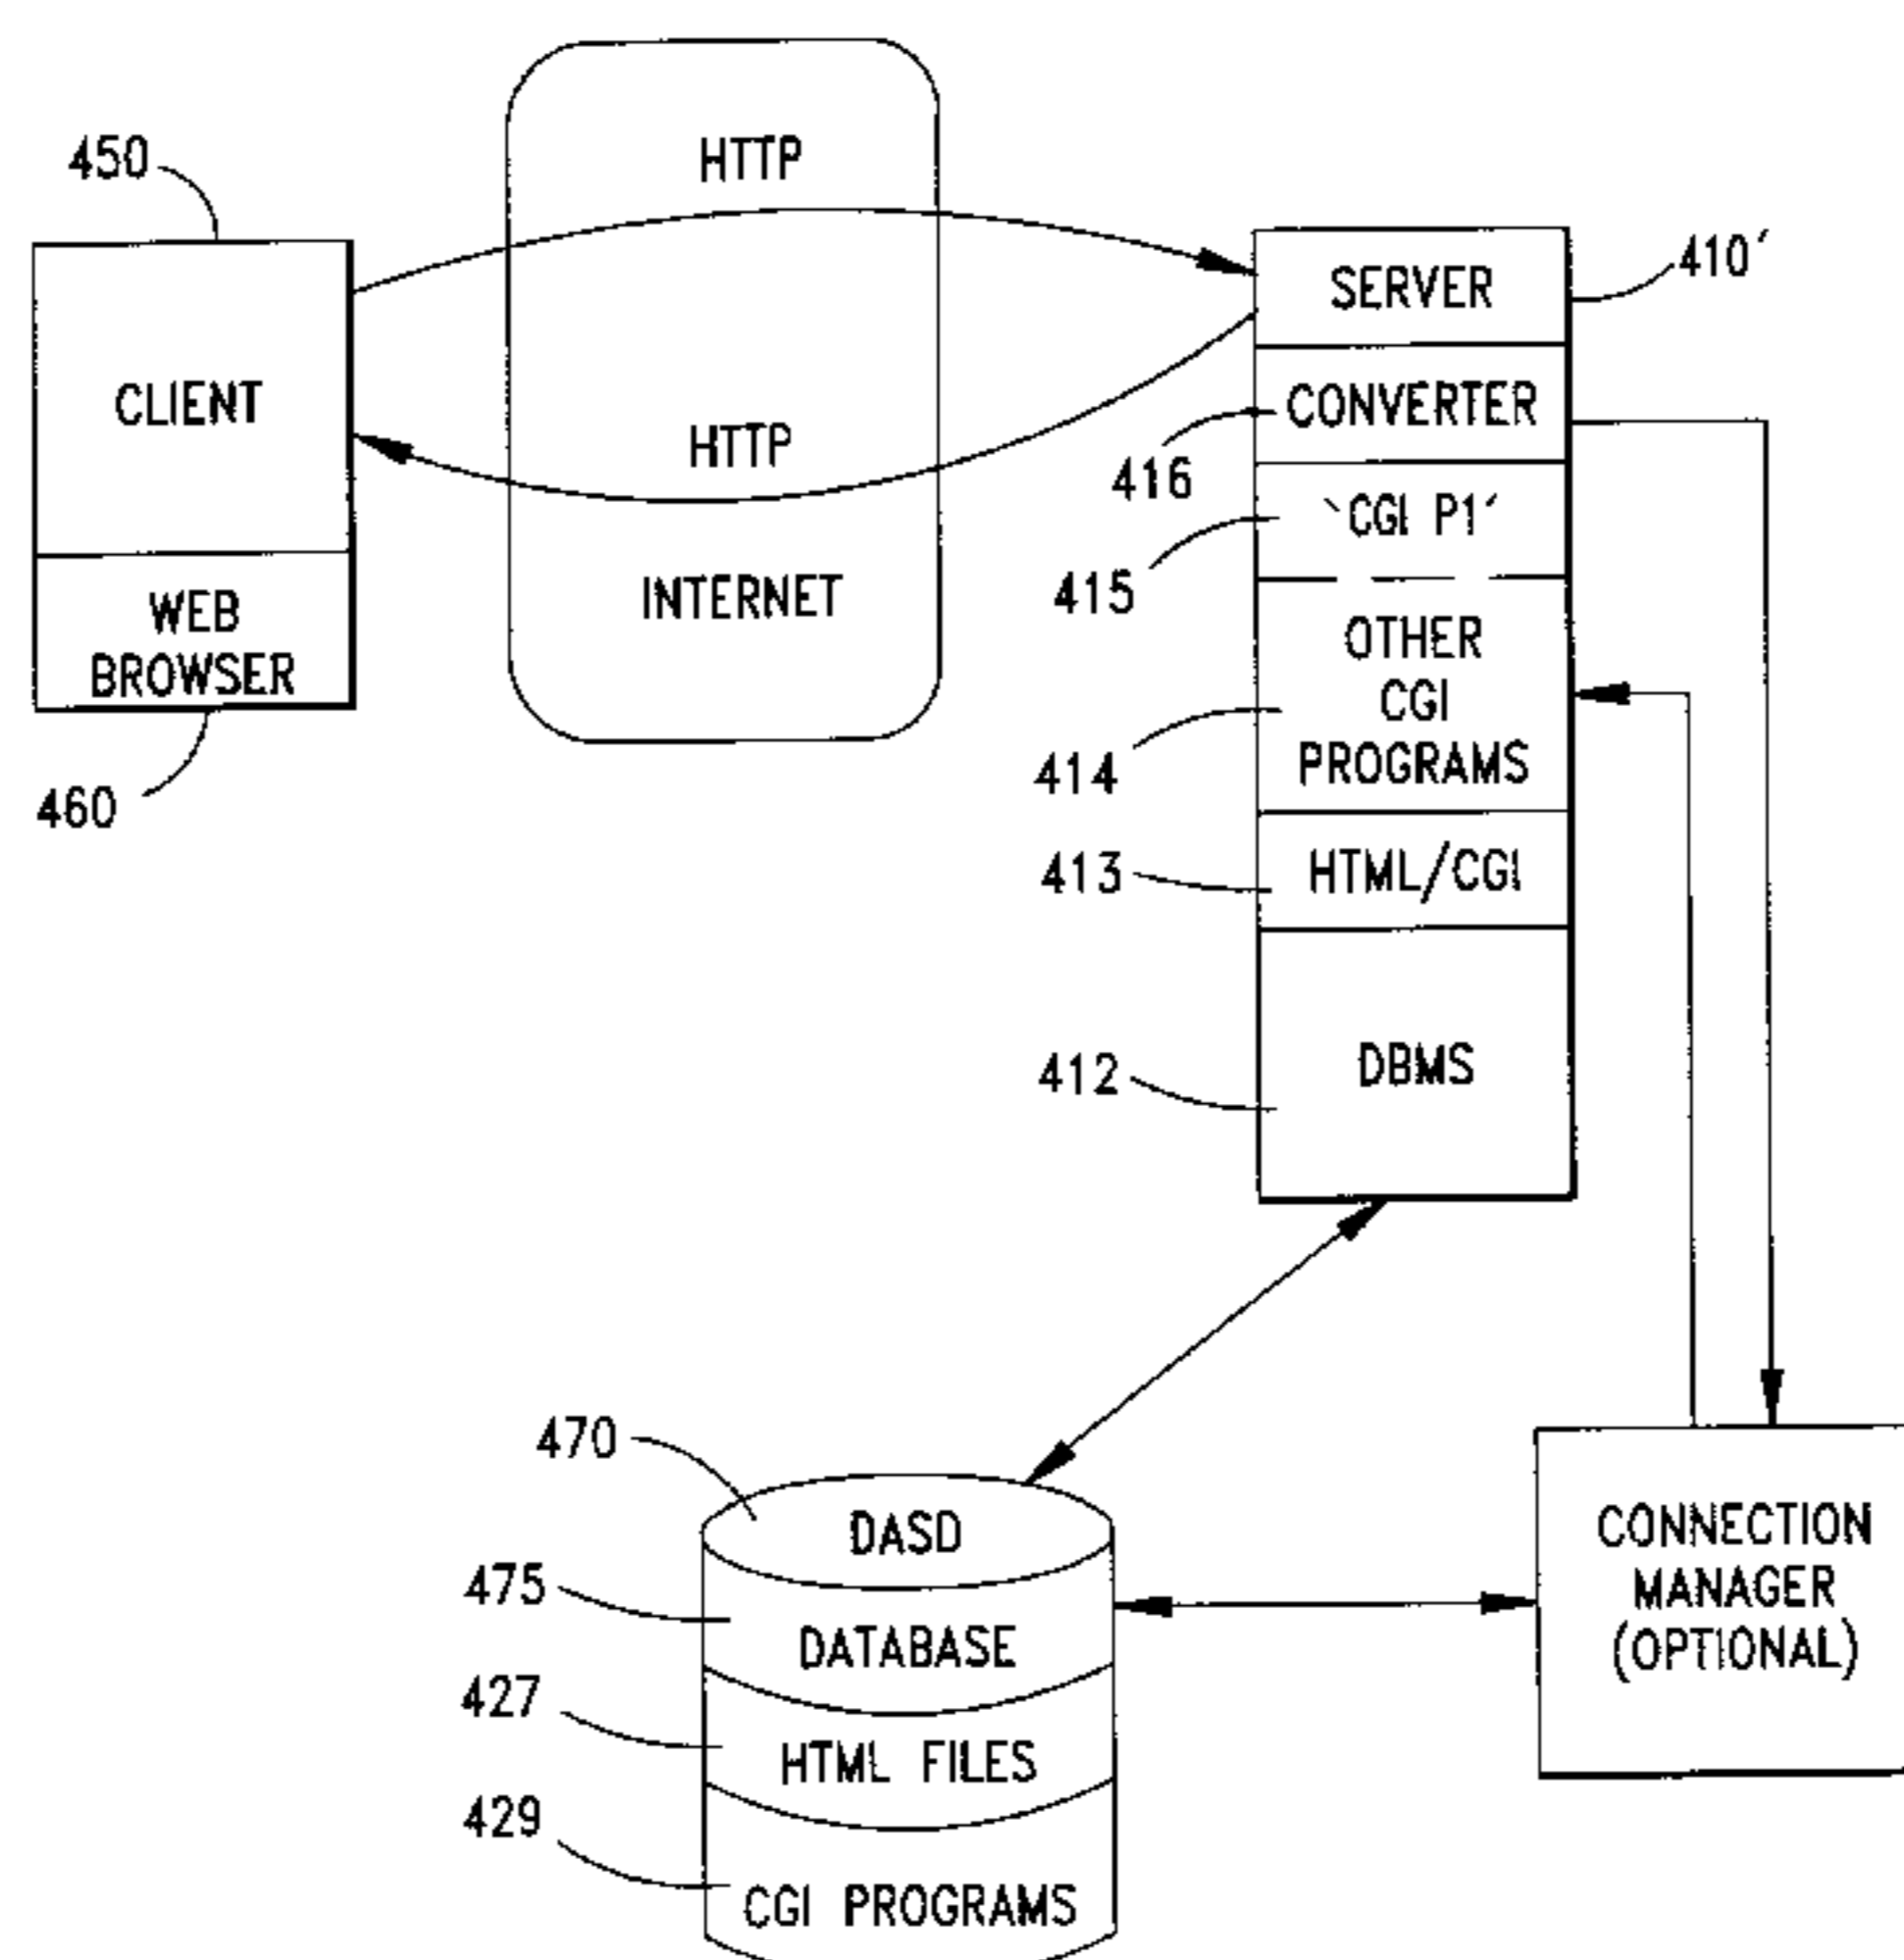 HTTP
450
410′
SERVER
CLIENT
CONVERTER
HTTP
416
`CGI P1′
415
INTERNET
WEB
BROWSER
OTHER
CGI
PROGRAMS
414
460
413
HTML/CGI
412
DBMS
470
DASD
CONNECTION
MANAGER
(OPTIONAL)
475
DATABASE
427
HTML FILES
429
CGI PROGRAMS